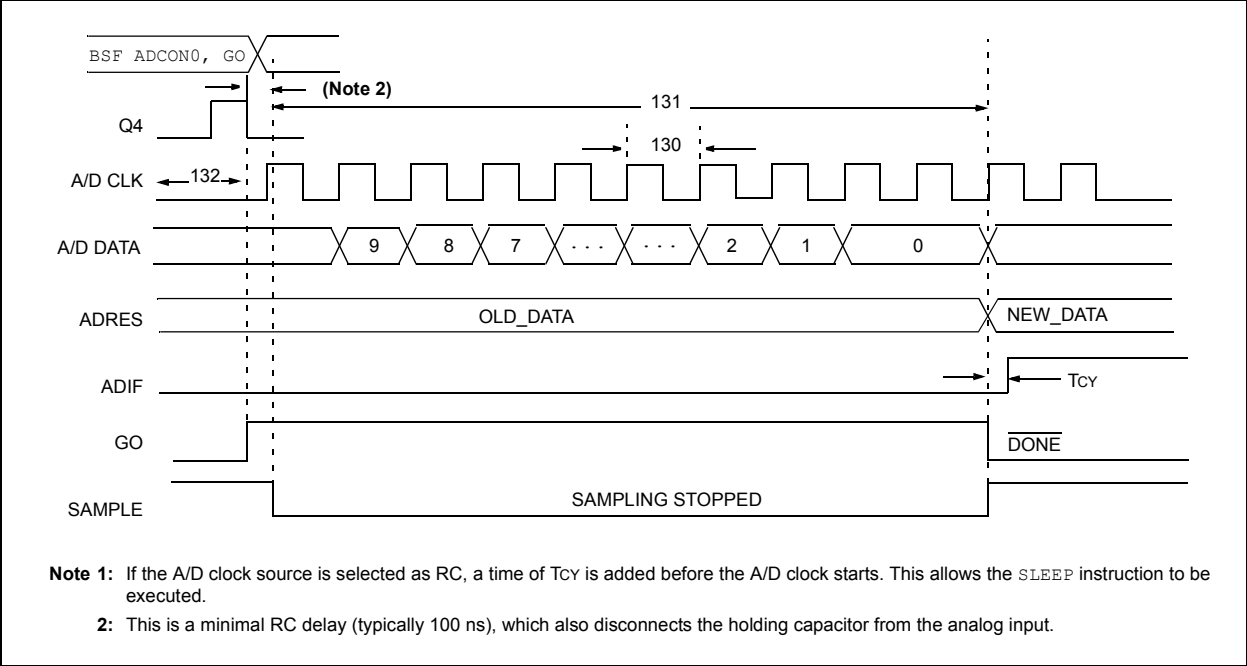 BSF ADCON0, GO
(Note 2)
131
Q4
130
A/D CLK
132
A/D DATA
9 8 7 . . . . . . 2 1 0
ADRES
OLD_DATA
NEW_DATA
ADIF
TCY
GO
DONE
SAMPLE
SAMPLING STOPPED
Note 1: If the A/D clock source is selected as RC, a time of TCY is added before the A/D clock starts. This allows the SLEEP instruction to be
executed.
2: This is a minimal RC delay (typically 100 ns), which also disconnects the holding capacitor from the analog input.